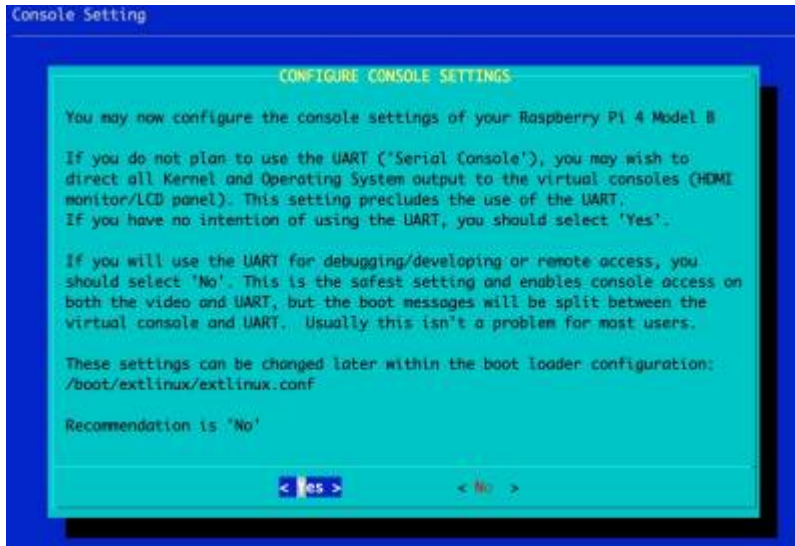 Console Setting
CONFIGURE CONSOLE SETTINGS
You may now configure the console settings of your Raspberry Pi 4 Model B
If you do not plan to use the UART ('Serial Console'), you may wish to
direct all Kernel and Operating System output to the virtual consoles (HDMI
monitor/LCD panel). This setting precludes the use of the UART.
If you have no intention of using the UART, you should select 'Yes'.
If you will use the UART for debugging/developing or remote access, you
should select 'No'. This is the safest setting and enables console access on
both the video and UART, but the boot messages will be split between the
virtual console and UART.  Usually this isn't a problem for most users.
These settings can be changed later within the boot loader configuration:
/boot/extlinux/extlinux.conf
Recommendation is 'No'
< Yes > < No >